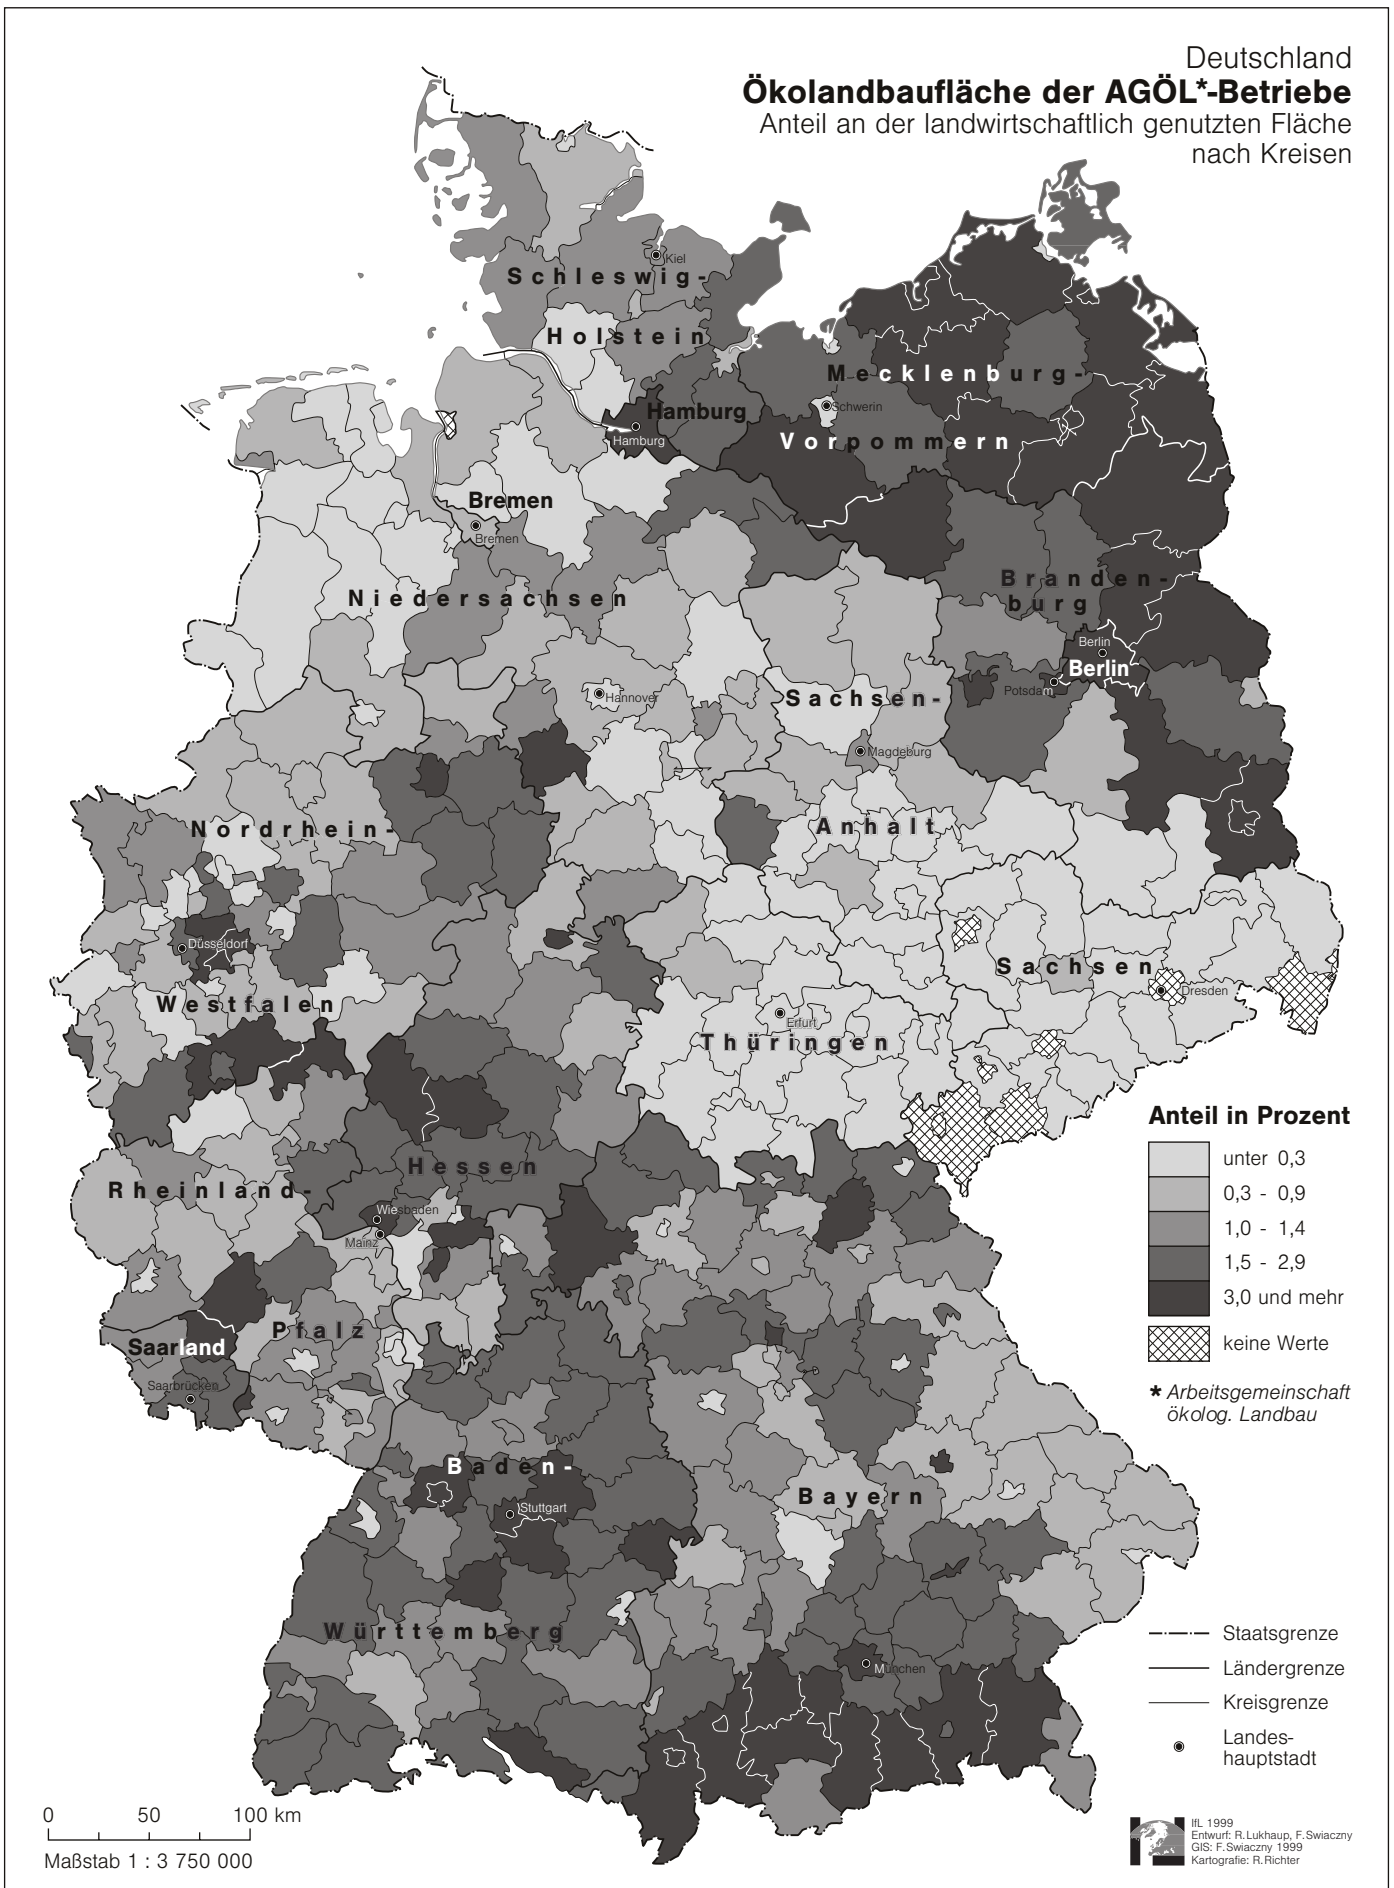 Deutschland
Ökolandbaufläche der AGÖL*-Betriebe
Anteil an der landwirtschaftlich genutzten Fläche
nach Kreisen
Kiel
Schleswig-
Holstein
Mecklenburg-
Schwerin
Hamburg
Hamburg
Vorpommern
Bremen
Bremen
Branden-
burg
Niedersachsen
Berlin
Berlin
Potsdam
Hannover
Sachsen-
Magdeburg
Nordrhein-
Anhalt
Düsseldorf
Sachsen
Dresden
Westfalen
Erfurt
Thüringen
Hessen
Rheinland-
Wiesbaden
Mainz
Pfalz
Saarland
Saarbrücken
Baden-
Stuttgart
Bayern
Württemberg
München
Anteil in Prozent
unter 0,3
0,3 - 0,9
1,0 - 1,4
1,5 - 2,9
3,0 und mehr
keine Werte
* Arbeitsgemeinschaft
ökolog. Landbau
Staatsgrenze
Ländergrenze
Kreisgrenze
Landes-
hauptstadt
0 50 100 km
Maßstab 1 : 3 750 000
IfL 1999
Entwurf: R.Lukhaup, F.Swiaczny
GIS: F.Swiaczny 1999
Kartografie: R.Richter